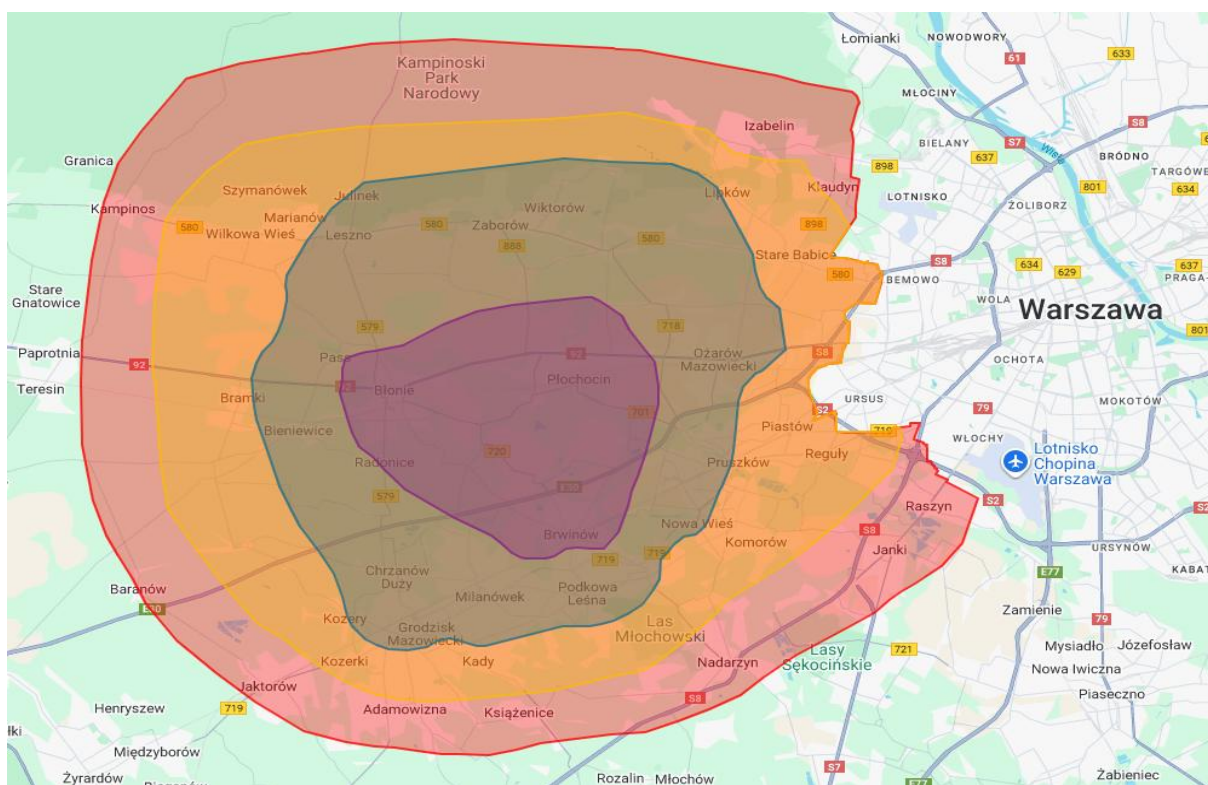 Łomianki
NOWODWORY
633
61
Kampinoski
Park
Narodowy
MŁOCINY
S8
Izabelin
S7
BIELANY
Wisła
BRÓDNO
637
TARGÓWE
Granica
898
Szymanówek
Julinek
Lipków
Klaudyn
LOTNISKO
801
634
Kampinos
Marianów
Wiktorów
ŻOLIBORZ
580
Wilkowa Wieś
Leszno
580
Zaborów
888
580
898
Stare Babice
S8
634
637
580
BEMOWO
629
PRAGA-
Stare
Gnatowice
WOLA
Warszawa
579
718
801
Paprotnia
92
Pass
92
Ożarów
Mazowiecki
S8
OCHOTA
Teresin
Błonie
Płochocin
Bramki
URSUS
79
MOKOTÓW
701
S2
Bieniewice
Piastów
719
WŁOCHY
720
Reguły
Lotnisko
Chopina
Warszawa
Radonice
Pruszków
579
E30
Raszyn
S2
S2
Nowa Wieś
S8
Brwinów
Komorów
Janki
URSYNÓW
719
719
Chrzanów
Duży
E77
KABAT
Baranów
Podkowa
Leśna
E30
Milanówek
Zamienie
Kozery
Grodzisk
Mazowiecki
Las
Młochowski
79
Mysiadło
Józefosław
Kozerki
Kady
Nadarzyn
Lasy
Sękocińskie
721
Nowa Iwiczna
Jaktorów
S8
Piaseczno
Henryszew
719
Adamowizna
Książenice
łki
Międzyborów
S7
Żyrardów
Rozalin
Młochów
E77
Żabieniec